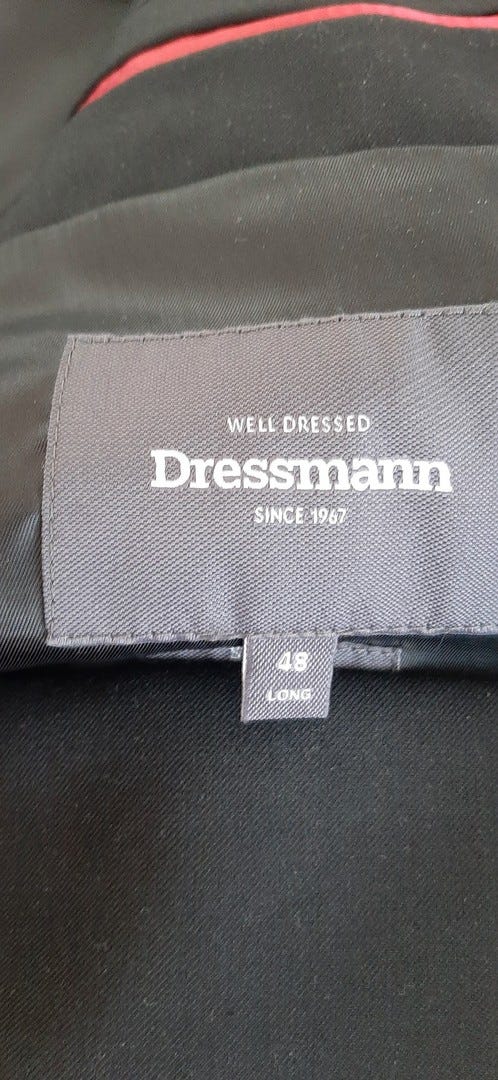 WELL DRESSED
Dressmann
SINCE 1967
48
LONG